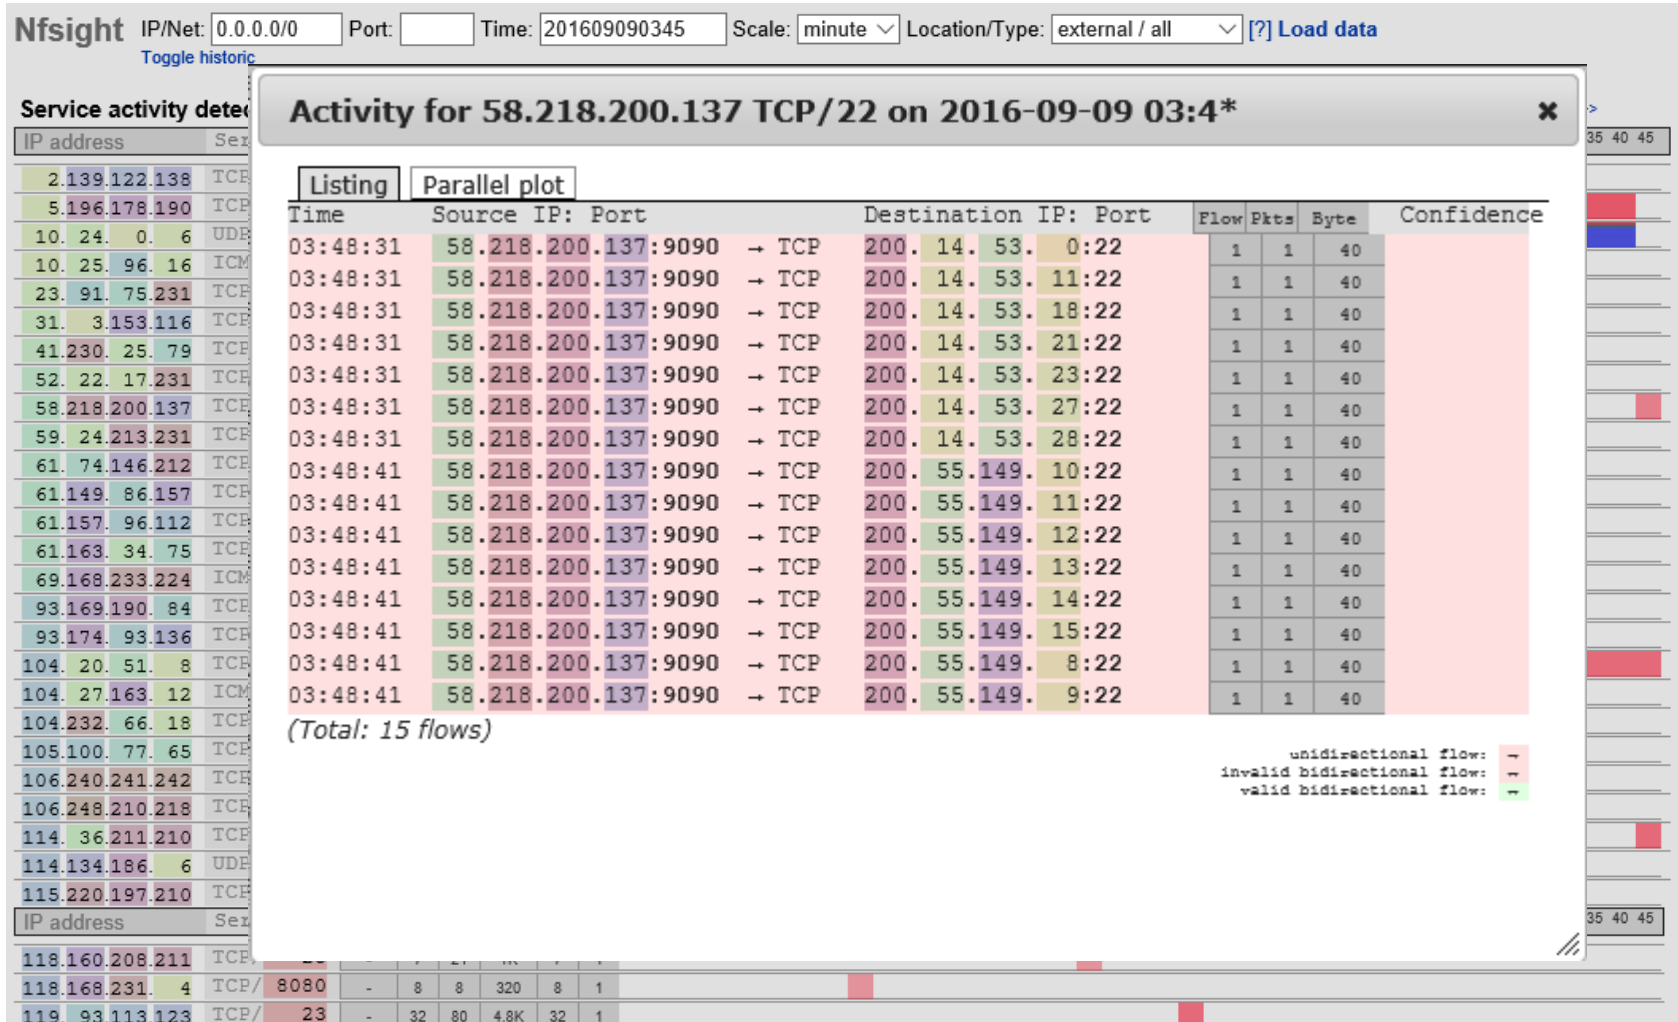 Nfsight IP/Net: 0.0.0.0/0 Port: Time: 201609090345 Scale: minute Location/Type: external / all [?] Load data
Toggle historic
Service activity dete
IP address Ser 35 40 45
Activity for 58.218.200.137 TCP/22 on 2016-09-09 03:4*
Listing Parallel plot
Time Source IP: Port Destination IP: Port Flow Pkts Byte Confidence
03:48:31 58.218.200.137:9090 → TCP 200. 14. 53. 0:22 1 1 40
03:48:31 58.218.200.137:9090 → TCP 200. 14. 53. 11:22 1 1 40
03:48:31 58.218.200.137:9090 → TCP 200. 14. 53. 18:22 1 1 40
03:48:31 58.218.200.137:9090 → TCP 200. 14. 53. 21:22 1 1 40
03:48:31 58.218.200.137:9090 → TCP 200. 14. 53. 23:22 1 1 40
03:48:31 58.218.200.137:9090 → TCP 200. 14. 53. 27:22 1 1 40
03:48:31 58.218.200.137:9090 → TCP 200. 14. 53. 28:22 1 1 40
03:48:41 58.218.200.137:9090 → TCP 200. 55.149. 10:22 1 1 40
03:48:41 58.218.200.137:9090 → TCP 200. 55.149. 11:22 1 1 40
03:48:41 58.218.200.137:9090 → TCP 200. 55.149. 12:22 1 1 40
03:48:41 58.218.200.137:9090 → TCP 200. 55.149. 13:22 1 1 40
03:48:41 58.218.200.137:9090 → TCP 200. 55.149. 14:22 1 1 40
03:48:41 58.218.200.137:9090 → TCP 200. 55.149. 15:22 1 1 40
03:48:41 58.218.200.137:9090 → TCP 200. 55.149. 8:22 1 1 40
03:48:41 58.218.200.137:9090 → TCP 200. 55.149. 9:22 1 1 40
(Total: 15 flows)
unidirectional flow: →
invalid bidirectional flow: →
valid bidirectional flow: →
2.139.122.138 TCP
5.196.178.190 TCP
10. 24. 0. 6 UDP
10. 25. 96. 16 ICM
23. 91. 75.231 TCP
31. 3.153.116 TCP
41.230. 25. 79 TCP
52. 22. 17.231 TCP
58.218.200.137 TCP
59. 24.213.231 TCP
61. 74.146.212 TCP
61.149. 86.157 TCP
61.157. 96.112 TCP
61.163. 34. 75 TCP
69.168.233.224 ICM
93.169.190. 84 TCP
93.174. 93.136 TCP
104. 20. 51. 8 TCP
104. 27.163. 12 ICM
104.232. 66. 18 TCP
105.100. 77. 65 TCP
106.240.241.242 TCP
106.248.210.218 TCP
114. 36.211.210 TCP
114.134.186. 6 UDP
115.220.197.210 TCP
IP address Ser 35 40 45
118.160.208.211 TCP/
118.168.231. 4 TCP/ 8080 - 8 8 320 8 1
119. 93.113.123 TCP/ 23 - 32 80 4.8K 32 1